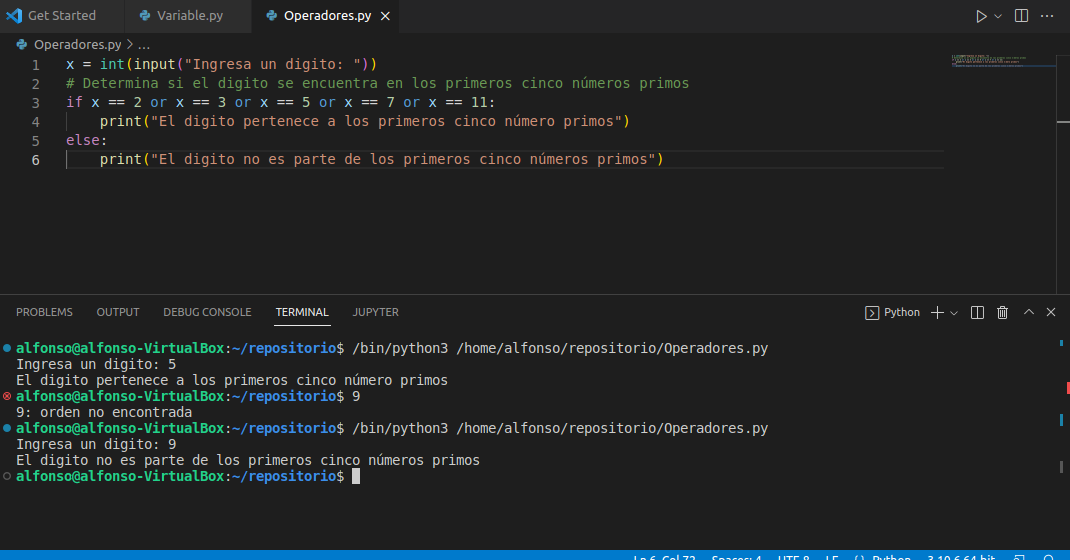 Get Started Variable.py Operadores.py
Operadores.py > ...
1 x = int(input("Ingresa un digito: "))
2 # Determina si el digito se encuentra en los primeros cinco números primos
3 if x == 2 or x == 3 or x == 5 or x == 7 or x == 11:
4 print("El digito pertenece a los primeros cinco número primos")
5 else:
6 print("El digito no es parte de los primeros cinco números primos")
PROBLEMS OUTPUT DEBUG CONSOLE TERMINAL JUPYTER Python
alfonso@alfonso-VirtualBox:~/repositorio$ /bin/python3 /home/alfonso/repositorio/Operadores.py
Ingresa un digito: 5
El digito pertenece a los primeros cinco número primos
alfonso@alfonso-VirtualBox:~/repositorio$ 9
9: orden no encontrada
alfonso@alfonso-VirtualBox:~/repositorio$ /bin/python3 /home/alfonso/repositorio/Operadores.py
Ingresa un digito: 9
El digito no es parte de los primeros cinco números primos
alfonso@alfonso-VirtualBox:~/repositorio$
Ln 6, Col 72 Spaces: 4 UTF-8 LF Python 3.10.6 64-bit